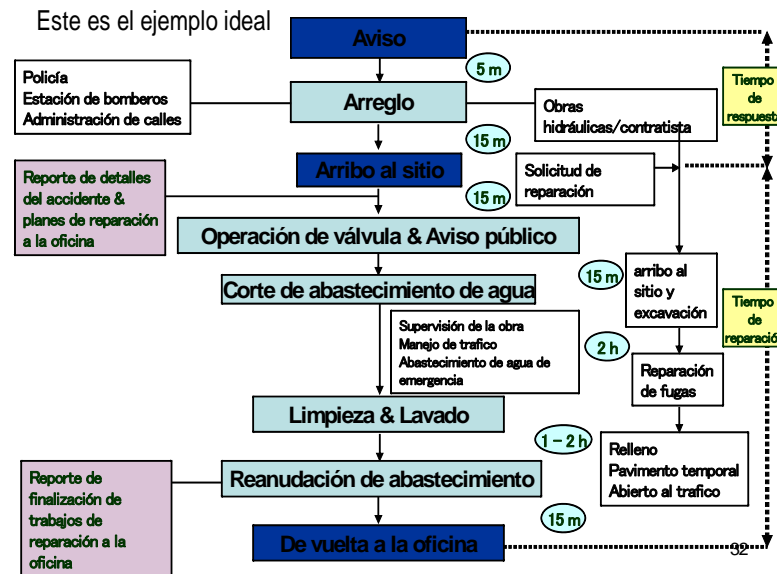 Este es el ejemplo ideal
Aviso
5 m
Policía
Estación de bomberos
Administración de calles
Arreglo
Obras
hidráulicas/contratista
Tiempo
de
respuesta
15 m
Arribo al sitio
Solicitud de
reparación
15 m
Reporte de detalles
del accidente &
planes de reparación
a la oficina
Operación de válvula & Aviso público
15 m
arribo al
sitio y
excavación
Corte de abastecimiento de agua
Tiempo
de
reparación
Supervisión de la obra
Manejo de trafico
Abastecimiento de agua de
emergencia
2 h
Reparación
de fugas
Limpieza & Lavado
1 – 2 h
Relleno
Pavimento temporal
Abierto al trafico
Reporte de
finalización de
trabajos de
reparación a la
oficina
Reanudación de abastecimiento
15 m
De vuelta a la oficina
32